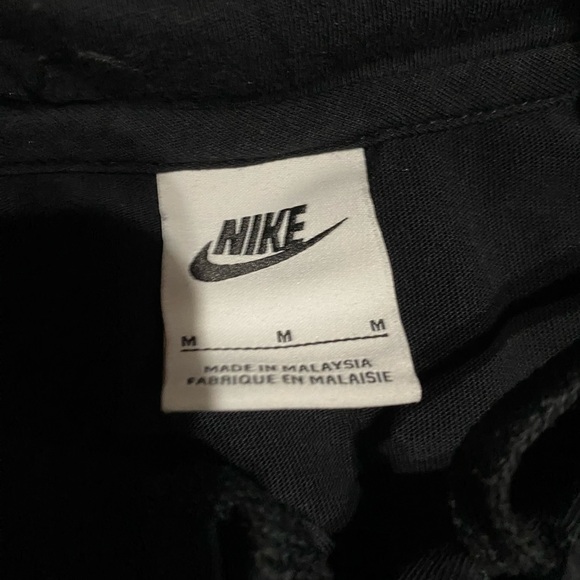 NIKE
M M M
MADE IN MALAYSIA
FABRIQUE EN MALAISIE